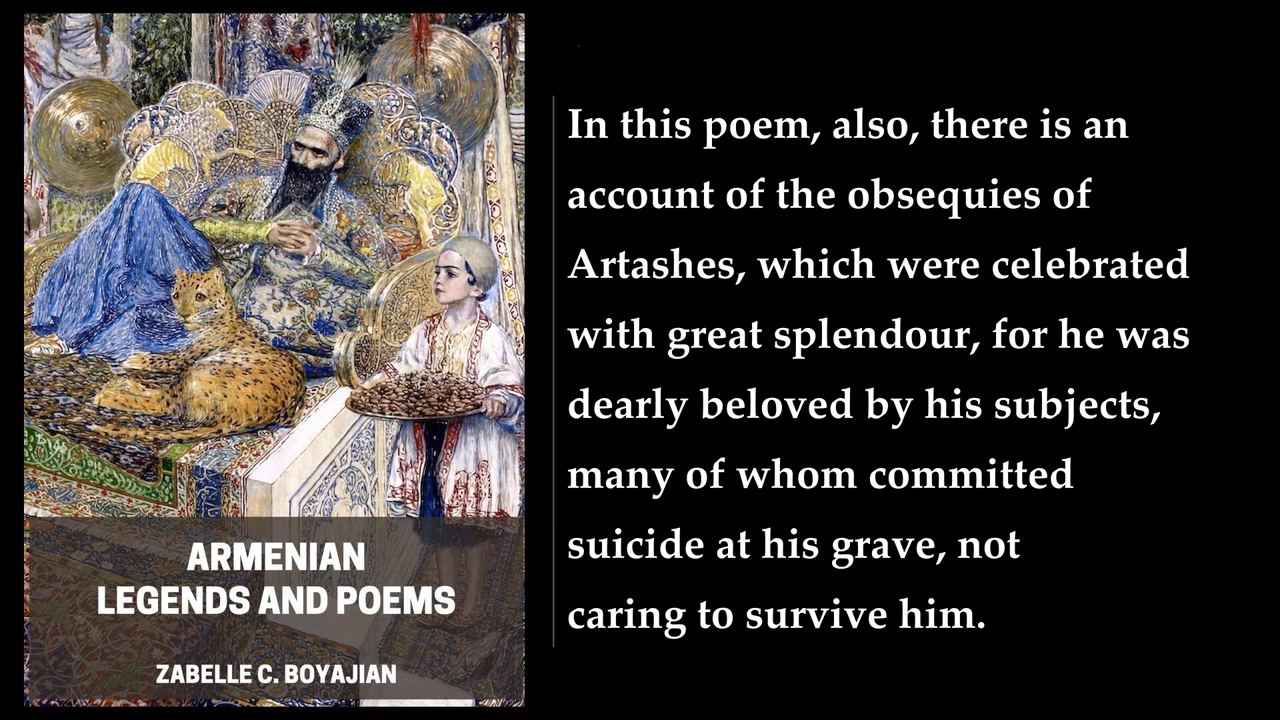 ARMENIAN
LEGENDS AND POEMS
ZABELLE C. BOYAJIAN
In this poem, also, there is an
account of the obsequies of
Artashes, which were celebrated
with great splendour, for he was
dearly beloved by his subjects,
many of whom committed
suicide at his grave, not
caring to survive him.